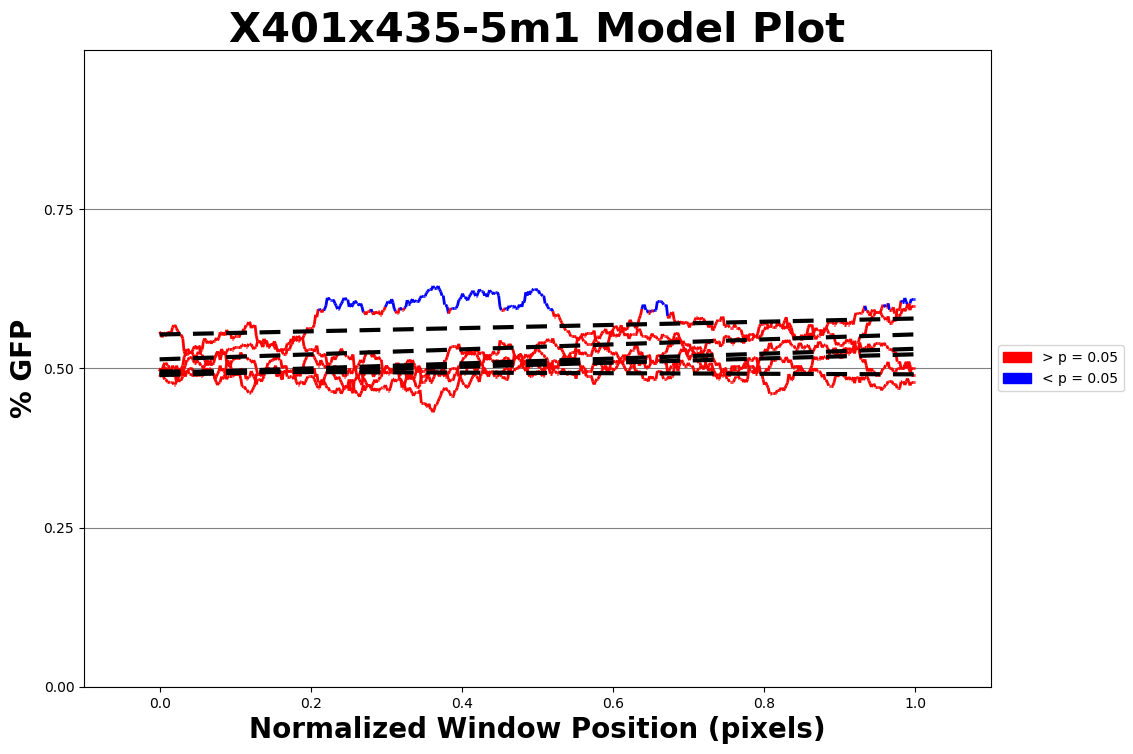 X401x435-5m1 Model Plot
% GFP
0.75
0.50
0.25
0.00
0.0 0.2 0.4 0.6 0.8 1.0
Normalized Window Position (pixels)
> p = 0.05
< p = 0.05